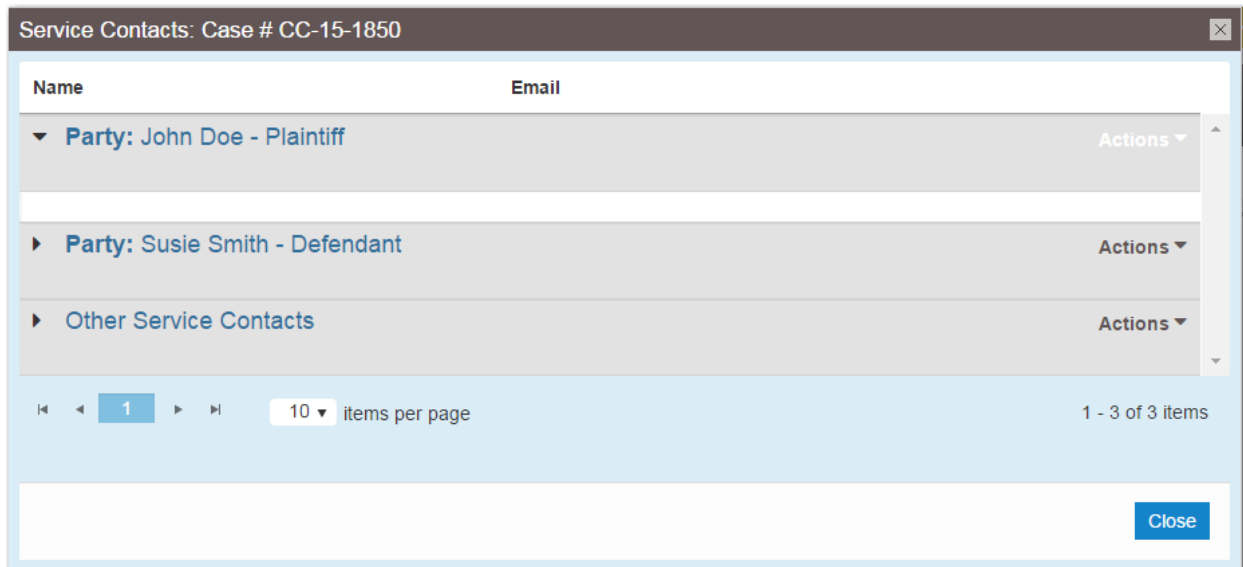 Service Contacts: Case # CC-15-1850
Name Email
Party: John Doe - Plaintiff Actions
Party: Susie Smith - Defendant Actions
Other Service Contacts Actions
1 10 items per page 1 - 3 of 3 items
Close